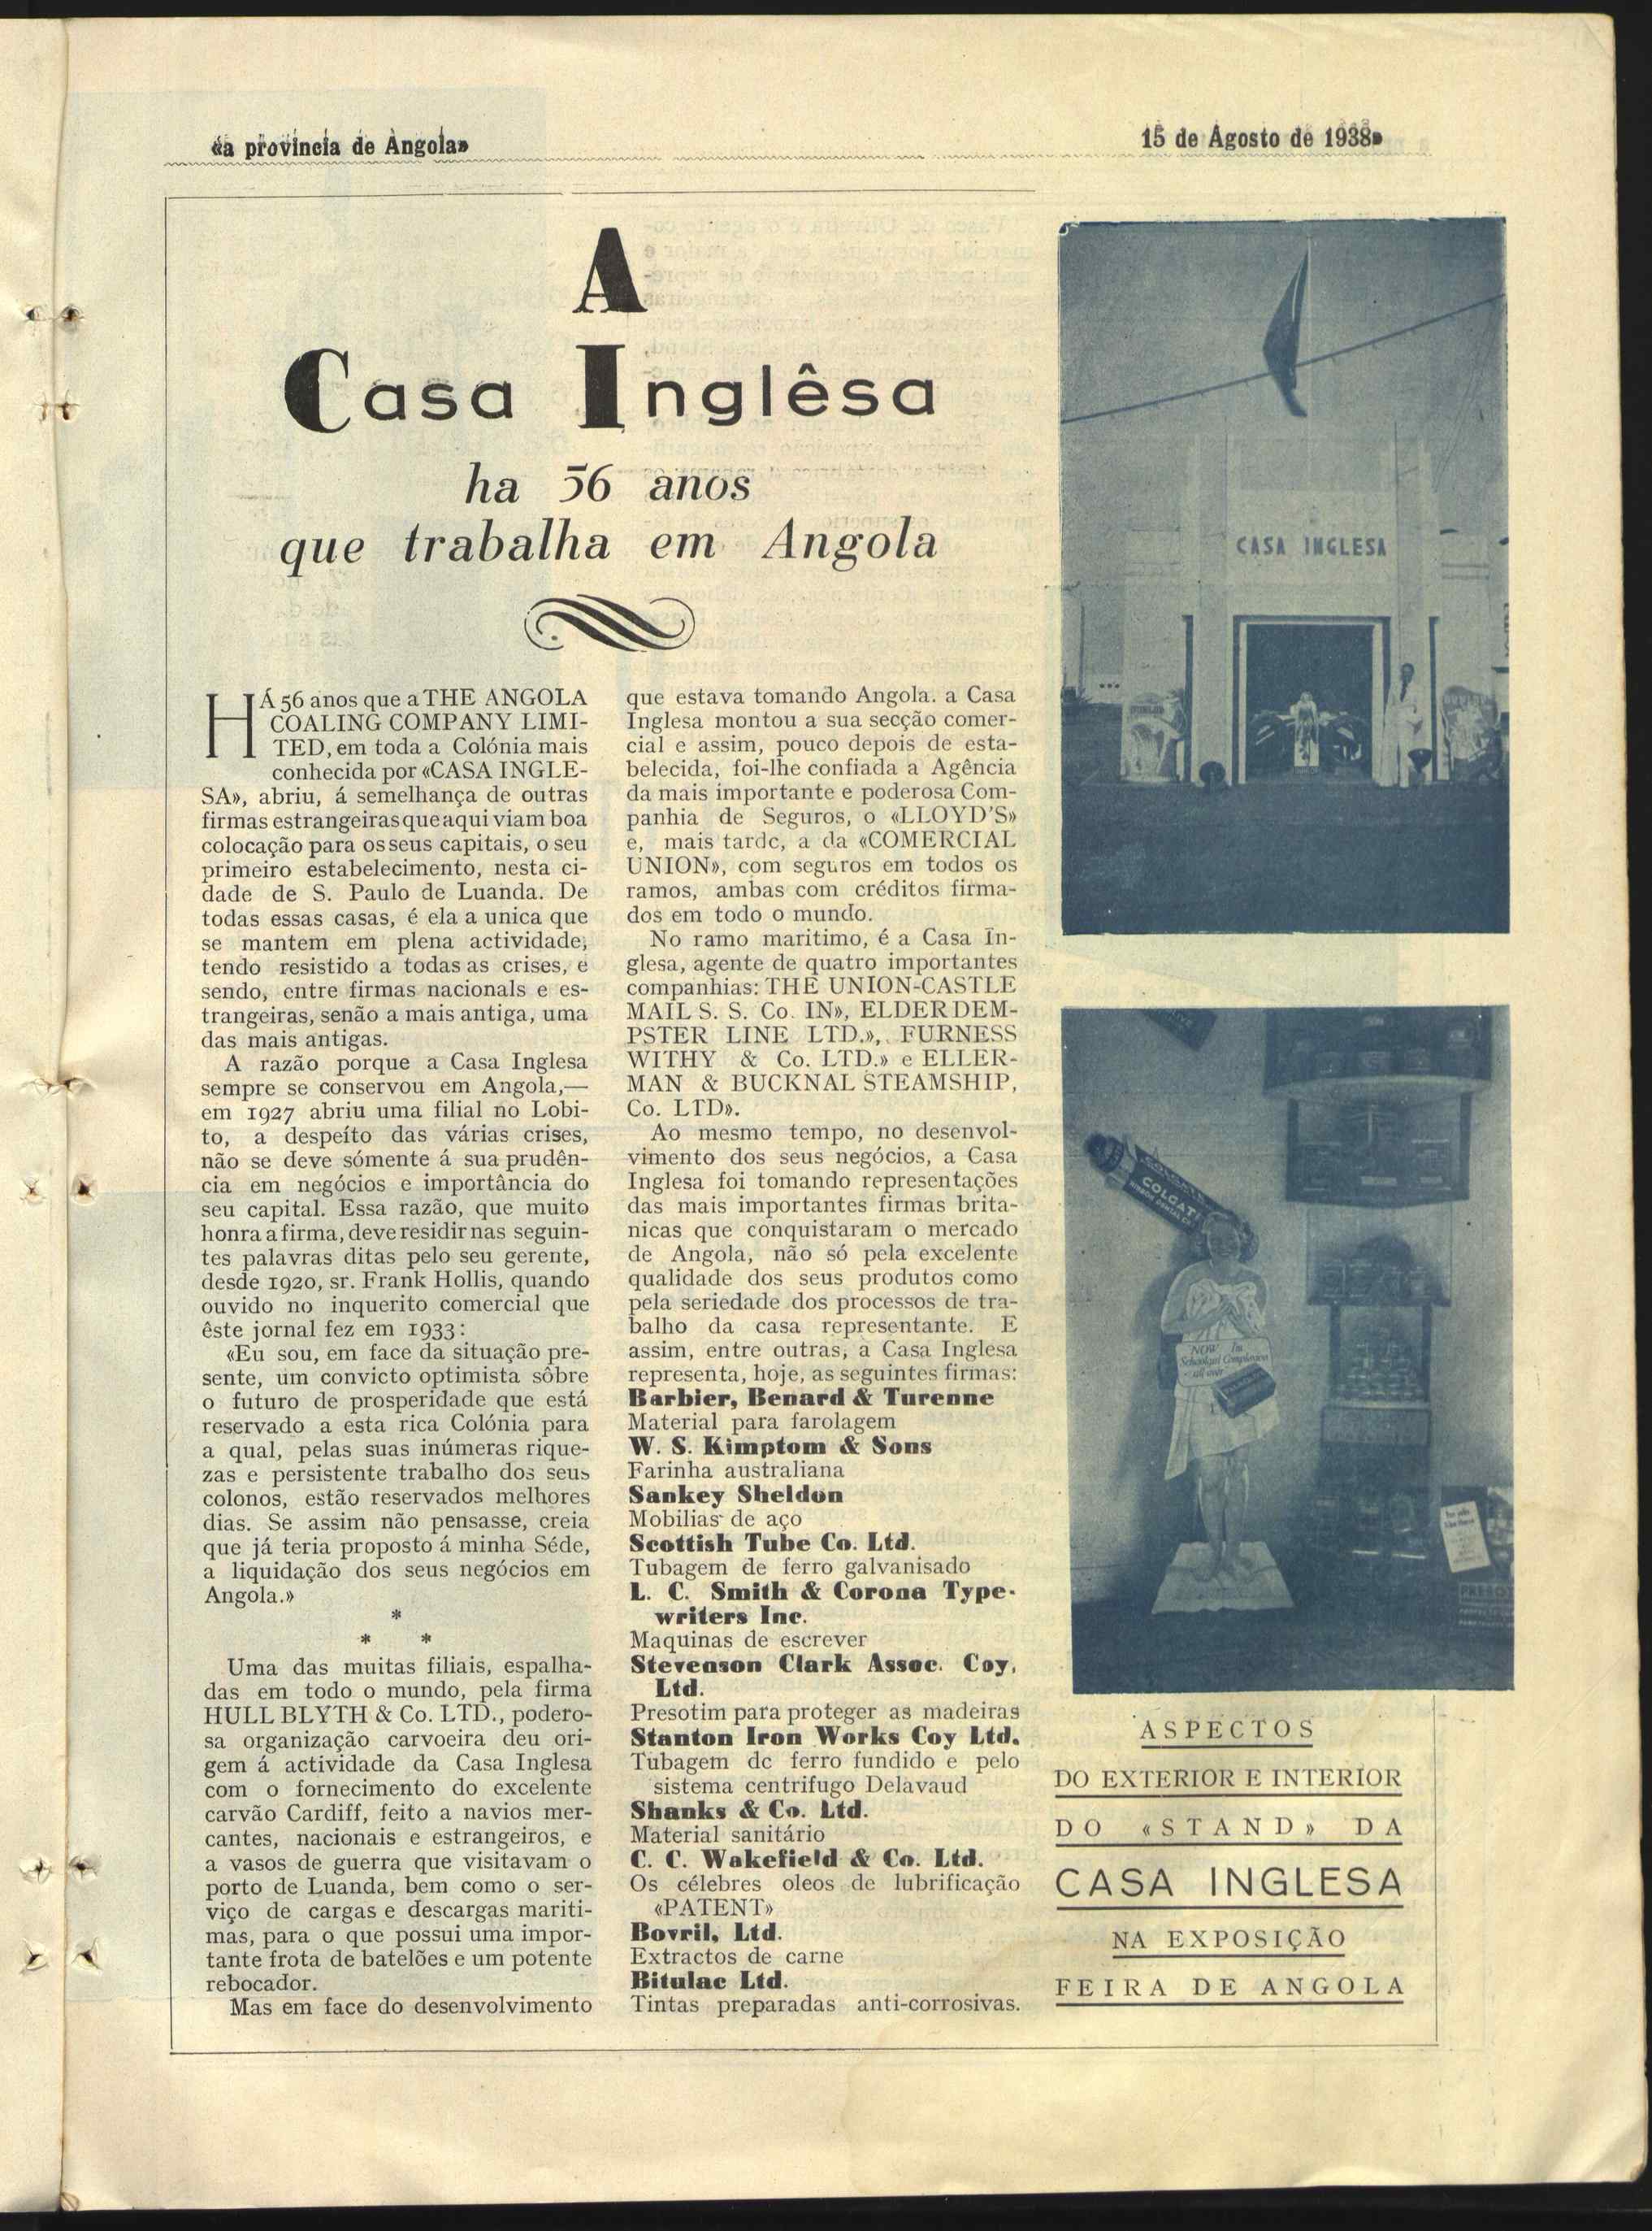 «a província de Angola»
15 de Agosto de 1938»
A
Casa Inglêsa
ha 56 anos
que trabalha em Angola
HÁ 56 anos que a THE ANGOLA
COALING COMPANY LIMI-
TED, em toda a Colónia mais
conhecida por «CASA INGLE-
SA», abriu, á semelhança de outras
firmas estrangeiras que aqui viam boa
colocação para os seus capitais, o seu
primeiro estabelecimento, nesta ci-
dade de S. Paulo de Luanda. De
todas essas casas, é ela a unica que
se mantem em plena actividade,
tendo resistido a todas as crises, e
sendo, entre firmas nacionals e es-
trangeiras, senão a mais antiga, uma
das mais antigas.
A razão porque a Casa Inglesa
sempre se conservou em Angola,—
em 1927 abriu uma filial no Lobi-
to, a despeito das várias crises,
não se deve sómente á sua prudên-
cia em negócios e importância do
seu capital. Essa razão, que muito
honra a firma, deve residir nas seguin-
tes palavras ditas pelo seu gerente,
desde 1920, sr. Frank Hollis, quando
ouvido no inquerito comercial que
êste jornal fez em 1933:
«Eu sou, em face da situação pre-
sente, um convicto optimista sôbre
o futuro de prosperidade que está
reservado a esta rica Colónia para
a qual, pelas suas inúmeras rique-
zas e persistente trabalho dos seus
colonos, estão reservados melhores
dias. Se assim não pensasse, creia
que já teria proposto á minha Séde,
a liquidação dos seus negócios em
Angola.»
*
* *
Uma das muitas filiais, espalha-
das em todo o mundo, pela firma
HULL BLYTH & Co. LTD., podero-
sa organização carvoeira deu ori-
gem á actividade da Casa Inglesa
com o fornecimento do excelente
carvão Cardiff, feito a navios mer-
cantes, nacionais e estrangeiros, e
a vasos de guerra que visitavam o
porto de Luanda, bem como o ser-
viço de cargas e descargas mariti-
mas, para o que possui uma impor-
tante frota de batelões e um potente
rebocador.
Mas em face do desenvolvimento
que estava tomando Angola. a Casa
Inglesa montou a sua secção comer-
cial e assim, pouco depois de esta-
belecida, foi-lhe confiada a Agência
da mais importante e poderosa Com-
panhia de Seguros, o «LLOYD'S»
e, mais tarde, a da «COMERCIAL
UNION», com seguros em todos os
ramos, ambas com créditos firma-
dos em todo o mundo.
No ramo maritimo, é a Casa In-
glesa, agente de quatro importantes
companhias: THE UNION-CASTLE
MAIL S. S. Co. IN», ELDER DEM-
PSTER LINE LTD.», FURNESS
WITHY & Co. LTD.» e ELLER-
MAN & BUCKNAL STEAMSHIP,
Co. LTD».
Ao mesmo tempo, no desenvol-
vimento dos seus negócios, a Casa
Inglesa foi tomando representações
das mais importantes firmas brita-
nicas que conquistaram o mercado
de Angola, não só pela excelente
qualidade dos seus produtos como
pela seriedade dos processos de tra-
balho da casa representante. E
assim, entre outras, a Casa Inglesa
representa, hoje, as seguintes firmas:
Barbier, Benard & Turenne
Material para farolagem
W. S. Kimptom & Sons
Farinha australiana
Sankey Sheldon
Mobilias de aço
Scottish Tube Co. Ltd.
Tubagem de ferro galvanisado
L. C. Smith & Corona Type-
writers Inc.
Maquinas de escrever
Stevenson Clark Assoc. Coy,
Ltd.
Presotim para proteger as madeiras
Stanton Iron Works Coy Ltd.
Tubagem de ferro fundido e pelo
sistema centrifugo Delavaud
Shanks & Co. Ltd.
Material sanitário
C. C. Wakefield & Co. Ltd.
Os célebres oleos de lubrificação
«PATENT»
Bovril, Ltd.
Extractos de carne
Bitulac Ltd.
Tintas preparadas anti-corrosivas.
CASA INGLESA
COLGATE
NOW I'm
Schoolgirl Complexion
all over
ASPECTOS
DO EXTERIOR E INTERIOR
DO «STAND» DA
CASA INGLESA
NA EXPOSIÇÃO
FEIRA DE ANGOLA